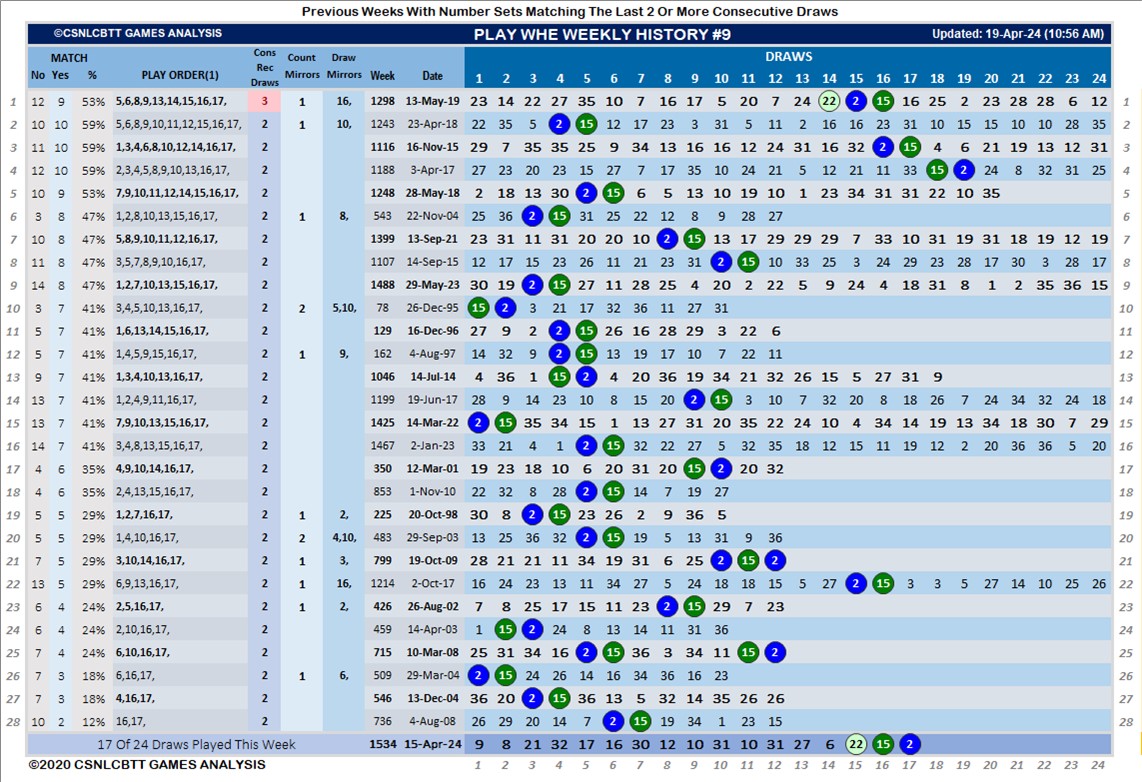 Previous Weeks With Number Sets Matching The Last 2 Or More Consecutive Draws
©CSNLCBTT GAMES ANALYSIS PLAY WHE WEEKLY HISTORY #9 Updated: 19-Apr-24 (10:56 AM)
MATCH Cons Rec Draws Count Mirrors Draw Mirrors DRAWS
No Yes % PLAY ORDER(1) Week Date 1 2 3 4 5 6 7 8 9 10 11 12 13 14 15 16 17 18 19 20 21 22 23 24
1 12 9 53% 5,6,8,9,13,14,15,16,17, 3 1 16, 1298 13-May-19 23 14 22 27 35 10 7 16 17 5 20 7 24 22 2 15 16 25 2 23 28 28 6 12 1
2 10 10 59% 5,6,8,9,10,11,12,15,16,17, 2 1 10, 1243 23-Apr-18 22 35 5 2 15 12 17 23 3 31 5 11 2 16 16 23 31 10 15 15 10 10 28 35 2
3 11 10 59% 1,3,4,6,8,10,12,14,16,17, 2 1116 16-Nov-15 29 7 35 35 25 9 34 13 16 16 12 24 31 16 32 2 15 4 6 21 19 13 12 31 3
4 12 10 59% 2,3,4,5,8,9,10,13,16,17, 2 1188 3-Apr-17 27 23 20 23 15 27 7 17 35 10 24 21 5 12 21 11 33 15 2 24 8 32 31 25 4
5 10 9 53% 7,9,10,11,12,14,15,16,17, 2 1248 28-May-18 2 18 13 30 2 15 6 5 13 10 19 10 1 23 34 31 31 22 10 35 5
6 3 8 47% 1,2,8,10,13,15,16,17, 2 1 8, 543 22-Nov-04 25 36 2 15 31 25 22 12 8 9 28 27 6
7 10 8 47% 5,8,9,10,11,12,16,17, 2 1399 13-Sep-21 23 31 11 31 20 20 10 2 15 13 17 29 29 29 7 33 10 31 19 31 18 19 12 19 7
8 11 8 47% 3,5,7,8,9,10,16,17, 2 1107 14-Sep-15 12 17 15 23 26 11 21 23 31 2 15 10 33 25 3 24 29 23 28 17 30 3 28 17 8
9 14 8 47% 1,2,7,10,13,15,16,17, 2 1488 29-May-23 30 19 2 15 27 11 28 25 4 20 2 22 5 9 24 4 18 31 8 1 2 35 36 15 9
10 3 7 41% 3,4,5,10,13,16,17, 2 2 5,10, 78 26-Dec-95 15 2 3 21 17 32 36 11 27 31 10
11 5 7 41% 1,6,13,14,15,16,17, 2 129 16-Dec-96 27 9 2 2 15 26 16 28 29 3 22 6 11
12 5 7 41% 1,4,5,9,15,16,17, 2 1 9, 162 4-Aug-97 14 32 9 2 15 13 19 17 10 7 22 11 12
13 9 7 41% 1,3,4,10,13,16,17, 2 1046 14-Jul-14 4 36 1 15 2 4 20 36 19 34 21 32 26 15 5 27 31 9 13
14 13 7 41% 1,2,4,9,11,16,17, 2 1199 19-Jun-17 28 9 14 23 10 8 15 20 2 15 3 10 7 32 20 8 18 26 7 24 34 32 24 18 14
15 13 7 41% 7,9,10,13,15,16,17, 2 1425 14-Mar-22 2 15 35 34 15 1 13 27 31 20 35 22 24 10 4 34 14 19 13 34 18 30 7 29 15
16 14 7 41% 3,4,8,13,15,16,17, 2 1467 2-Jan-23 33 21 4 1 2 15 32 22 27 5 32 35 18 12 15 11 19 12 2 20 36 36 5 20 16
17 4 6 35% 4,9,10,14,16,17, 2 350 12-Mar-01 19 23 18 10 6 20 31 20 15 2 20 32 17
18 4 6 35% 2,4,13,15,16,17, 2 853 1-Nov-10 22 32 8 28 2 15 14 7 19 27 18
19 5 5 29% 1,2,7,16,17, 2 1 2, 225 20-Oct-98 30 8 2 15 23 26 2 9 36 5 19
20 5 5 29% 1,4,10,16,17, 2 2 4,10, 483 29-Sep-03 13 25 36 32 2 15 19 5 13 31 9 36 20
21 7 5 29% 3,10,14,16,17, 2 1 3, 799 19-Oct-09 28 21 21 11 34 19 31 6 25 2 15 2 21
22 13 5 29% 6,9,13,16,17, 2 1 16, 1214 2-Oct-17 16 24 23 13 11 34 27 5 24 22 18 18 15 5 27 2 15 3 3 5 27 14 10 25 26 22
23 6 4 24% 2,5,16,17, 2 1 2, 426 26-Aug-02 7 8 25 17 15 11 23 2 15 29 7 23 23
24 6 4 24% 2,10,16,17, 2 459 14-Apr-03 1 15 2 24 8 13 14 11 31 36 24
25 7 4 24% 6,10,16,17, 2 715 10-Mar-08 25 31 34 16 2 15 36 3 34 11 15 2 25
26 7 3 18% 6,16,17, 2 1 6, 509 29-Mar-04 2 15 24 26 14 16 34 36 16 23 26
27 7 3 18% 4,16,17, 2 546 13-Dec-04 36 20 2 15 36 13 5 32 14 35 26 26 27
28 10 2 12% 16,17, 2 736 4-Aug-08 26 29 20 14 7 2 15 19 34 1 23 15 28
17 Of 24 Draws Played This Week 1534 15-Apr-24 9 8 21 32 17 16 30 12 10 31 10 31 27 6 22 15 2
©2020 CSNLCBTT GAMES ANALYSIS 1 2 3 4 5 6 7 8 9 10 11 12 13 14 15 16 17 18 19 20 21 22 23 24